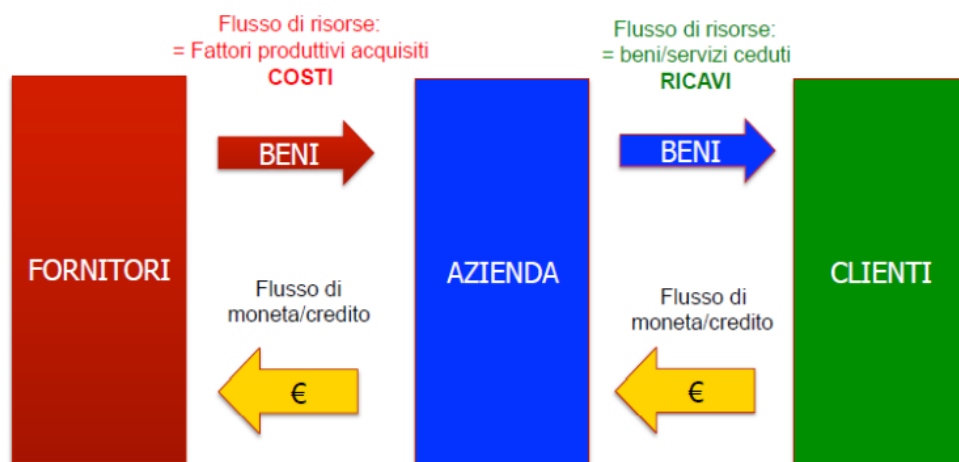 Flusso di risorse:
= Fattori produttivi acquisiti
COSTI
Flusso di risorse:
= beni/servizi ceduti
RICAVI
BENI
BENI
FORNITORI
AZIENDA
CLIENTI
Flusso di
moneta/credito
Flusso di
moneta/credito
€
€